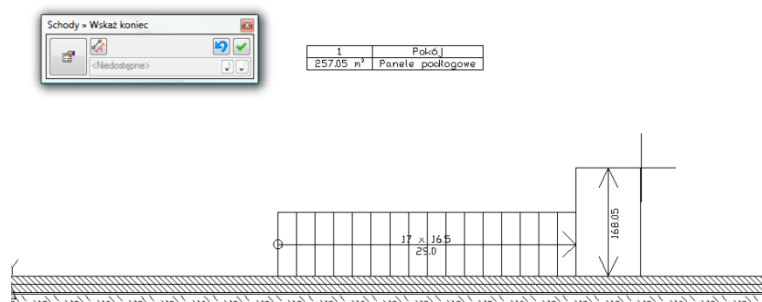 Schody » Wskaż koniec
<Niedostępne>
1 Pokój
257.05 m² Panele podłogowe
17 x 16.5
29.0
168.05